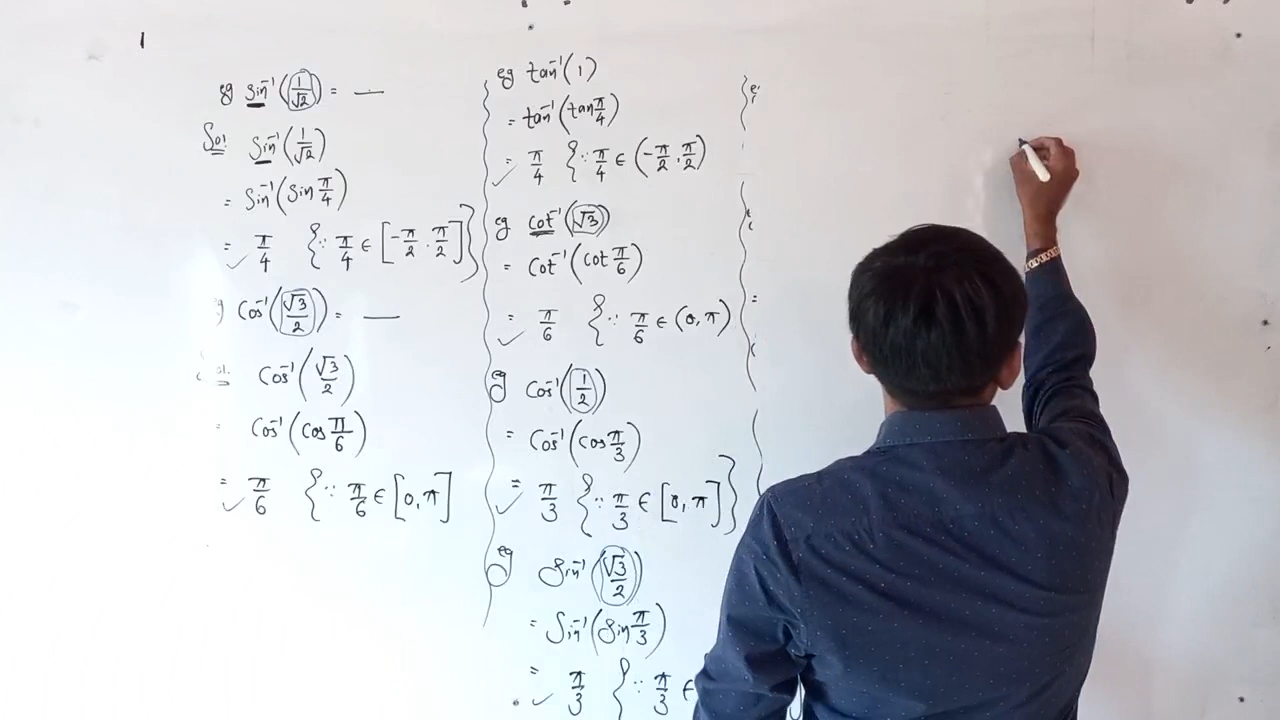 eg sin⁻¹(1/√2) = —
Sol: Sin⁻¹(1/√2)
= Sin⁻¹(Sin π/4)
= π/4 {∵ π/4 ∈ [-π/2, π/2]}
Cos⁻¹(√3/2) = —
Cos⁻¹(√3/2)
Cos⁻¹(cos π/6)
= π/6 {∵ π/6 ∈ [0, π]
eg tan⁻¹(1)
= tan⁻¹(tan π/4)
= π/4 {∵ π/4 ∈ (-π/2, π/2)
eg cot⁻¹(√3)
= cot⁻¹(cot π/6)
= π/6 {∵ π/6 ∈ (0, π)
eg Cos⁻¹(1/2)
= Cos⁻¹(cos π/3)
= π/3 {∵ π/3 ∈ [0, π]}
eg Sin⁻¹(√3/2)
= Sin⁻¹(Sin π/3)
= π/3 {∵ π/3 ∈